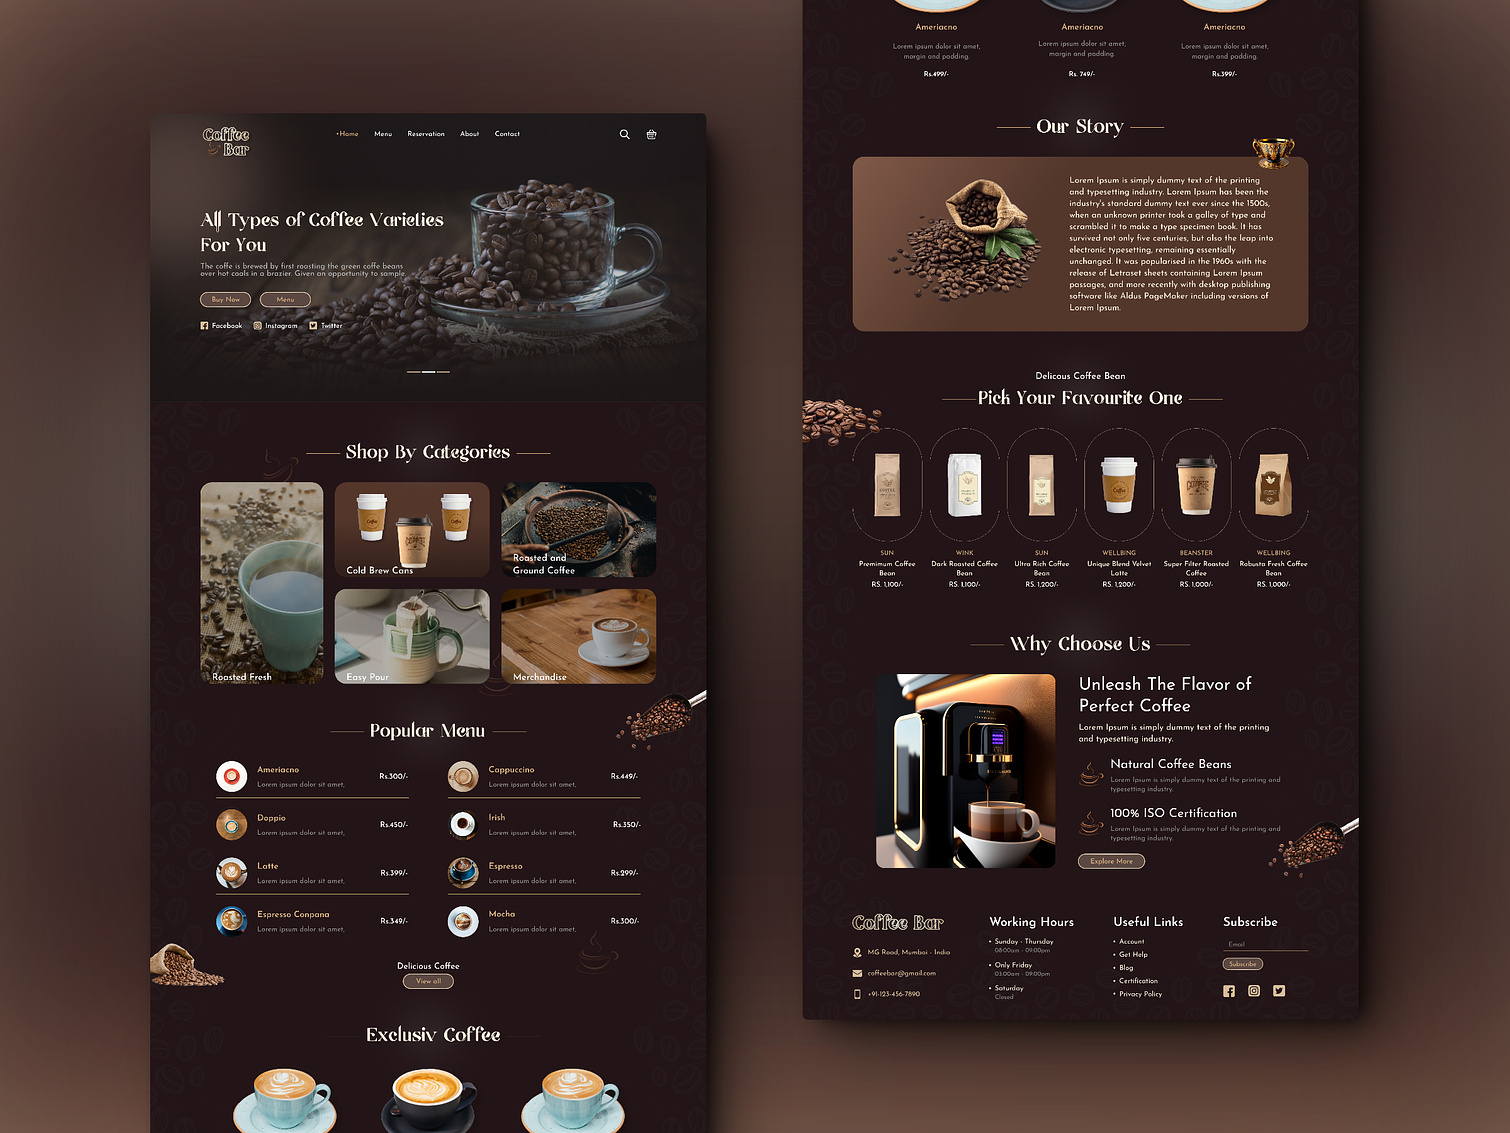 Coffee
Bar
Home
Menu
Reservation
About
Contact
All Types of Coffee Varieties
For You
The coffe is brewed by first roasting the green coffe beans
over hot coals in a brazier. Given an opportunity to sample.
Buy Now
Menu
Facebook
Instagram
Twitter
Shop By Categories
Roasted Fresh
Cold Brew Cans
Roasted and
Ground Coffee
Easy Pour
Merchandise
Popular Menu
Ameriacno
Rs.300/-
Lorem ipsum dolor sit amet,
Cappuccino
Rs.449/-
Lorem ipsum dolor sit amet,
Doppio
Rs.450/-
Lorem ipsum dolor sit amet,
Irish
Rs.350/-
Lorem ipsum dolor sit amet,
Latte
Rs.399/-
Lorem ipsum dolor sit amet,
Espresso
Rs.299/-
Lorem ipsum dolor sit amet,
Espresso Conpana
Rs.349/-
Lorem ipsum dolor sit amet,
Mocha
Rs.300/-
Lorem ipsum dolor sit amet,
Delicious Coffee
View all
Exclusiv Coffee
Ameriacno
Lorem ipsum dolor sit amet,
margin and padding.
Rs.499/-
Ameriacno
Lorem ipsum dolor sit amet,
margin and padding.
Rs. 749/-
Ameriacno
Lorem ipsum dolor sit amet,
margin and padding.
Rs.399/-
Our Story
Lorem Ipsum is simply dummy text of the printing
and typesetting industry. Lorem Ipsum has been the
industry's standard dummy text ever since the 1500s,
when an unknown printer took a galley of type and
scrambled it to make a type specimen book. It has
survived not only five centuries, but also the leap into
electronic typesetting, remaining essentially
unchanged. It was popularised in the 1960s with the
release of Letraset sheets containing Lorem Ipsum
passages, and more recently with desktop publishing
software like Aldus PageMaker including versions of
Lorem Ipsum.
Delicous Coffee Bean
Pick Your Favourite One
SUN
Premimum Coffee
Bean
RS. 1,100/-
WINK
Dark Roasted Coffee
Bean
RS. 1,100/-
SUN
Ultra Rich Coffee
Bean
RS. 1,200/-
WELLBING
Unique Blend Velvet
Latte
RS. 1,200/-
BEANSTER
Super Filter Roasted
Coffee
RS. 1,000/-
WELLBING
Robusta Fresh Coffee
Bean
RS. 1,000/-
Why Choose Us
Unleash The Flavor of
Perfect Coffee
Lorem Ipsum is simply dummy text of the printing
and typesetting industry.
Natural Coffee Beans
Lorem Ipsum is simply dummy text of the printing and
typesetting industry.
100% ISO Certification
Lorem Ipsum is simply dummy text of the printing and
typesetting industry.
Explore More
Coffee Bar
MG Road, Mumbai - India
coffeebar@gmail.com
+91-123-456-7890
Working Hours
Sunday - Thursday
08:00am - 09:00pm
Only Friday
03:00am - 09:00pm
Saturday
Closed
Useful Links
Account
Get Help
Blog
Certification
Privacy Policy
Subscribe
Email
Subscribe